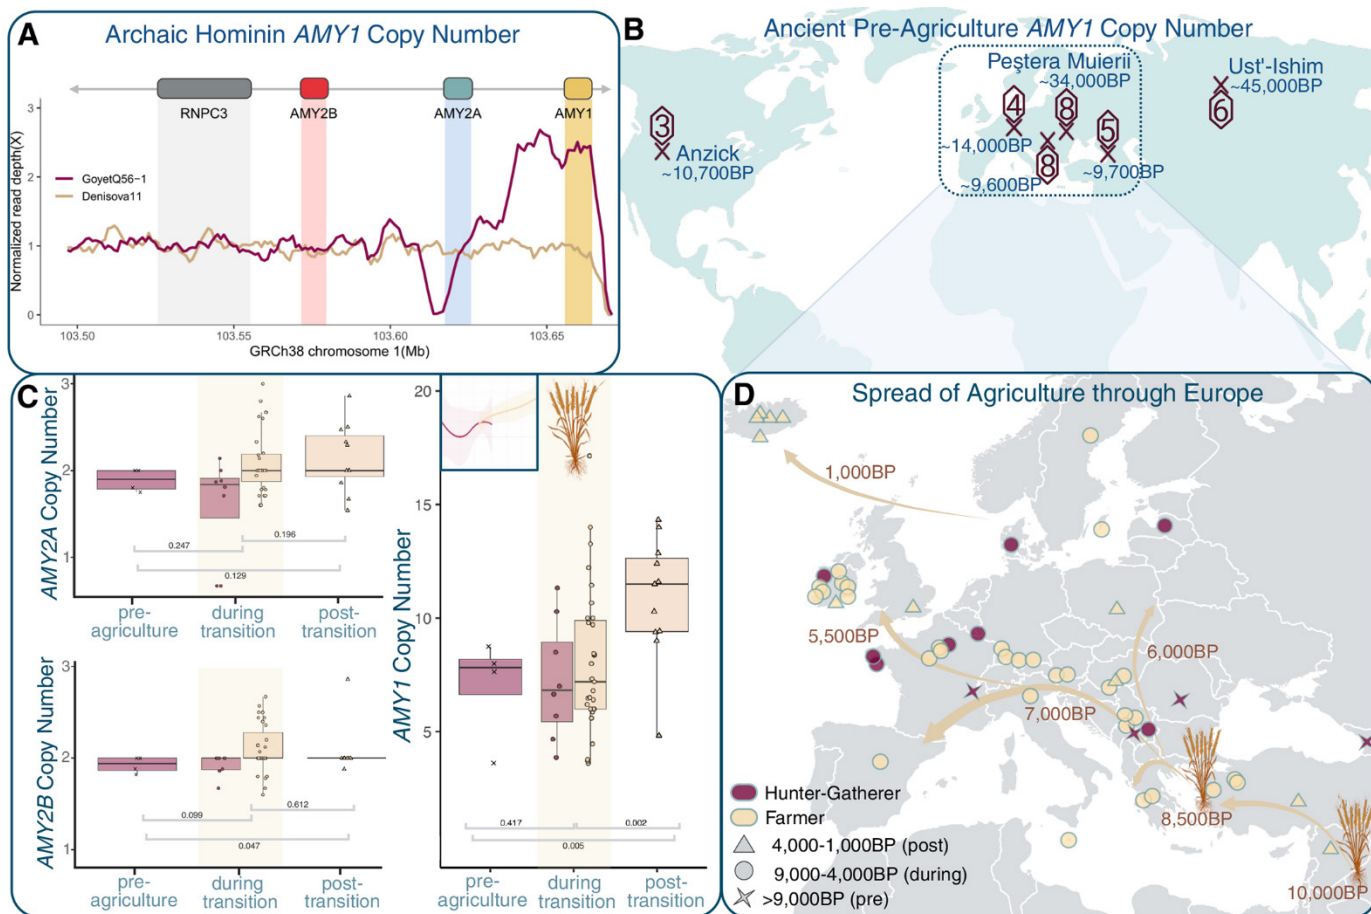 A
Archaic Hominin AMY1 Copy Number
RNPC3
AMY2B
AMY2A
AMY1
Normalized read depth(X)
3
2
1
0
GoyetQ56-1
Denisova11
103.50
103.55
103.60
103.65
GRCh38 chromosome 1(Mb)
B
Ancient Pre-Agriculture AMY1 Copy Number
3
Anzick
~10,700BP
Peştera Muierii
~34,000BP
4
8
5
~14,000BP
8
~9,600BP
~9,700BP
Ust'-Ishim
~45,000BP
6
C
AMY2A Copy Number
3
2
1
0.247
0.196
0.129
pre-
agriculture
during
transition
post-
transition
AMY2B Copy Number
3
2
1
0.099
0.612
0.047
pre-
agriculture
during
transition
post-
transition
AMY1 Copy Number
20
15
10
5
0.417
0.002
0.005
pre-
agriculture
during
transition
post-
transition
D
Spread of Agriculture through Europe
1,000BP
5,500BP
6,000BP
7,000BP
8,500BP
10,000BP
Hunter-Gatherer
Farmer
4,000-1,000BP (post)
9,000-4,000BP (during)
>9,000BP (pre)